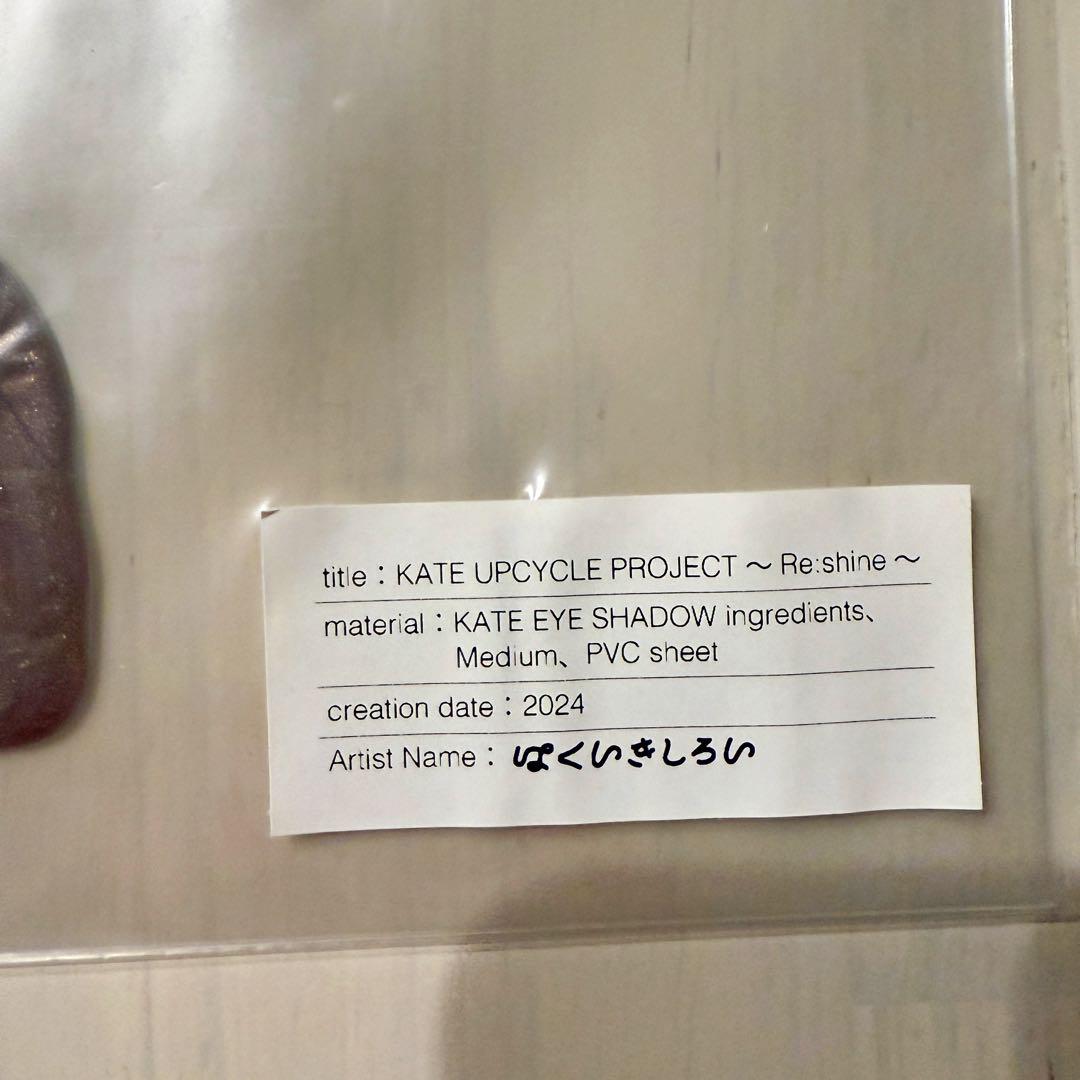 title：KATE UPCYCLE PROJECT～Re:shine～
material：KATE EYE SHADOW ingredients、
Medium、PVC sheet
creation date：2024
Artist Name：ぱくいきしろい